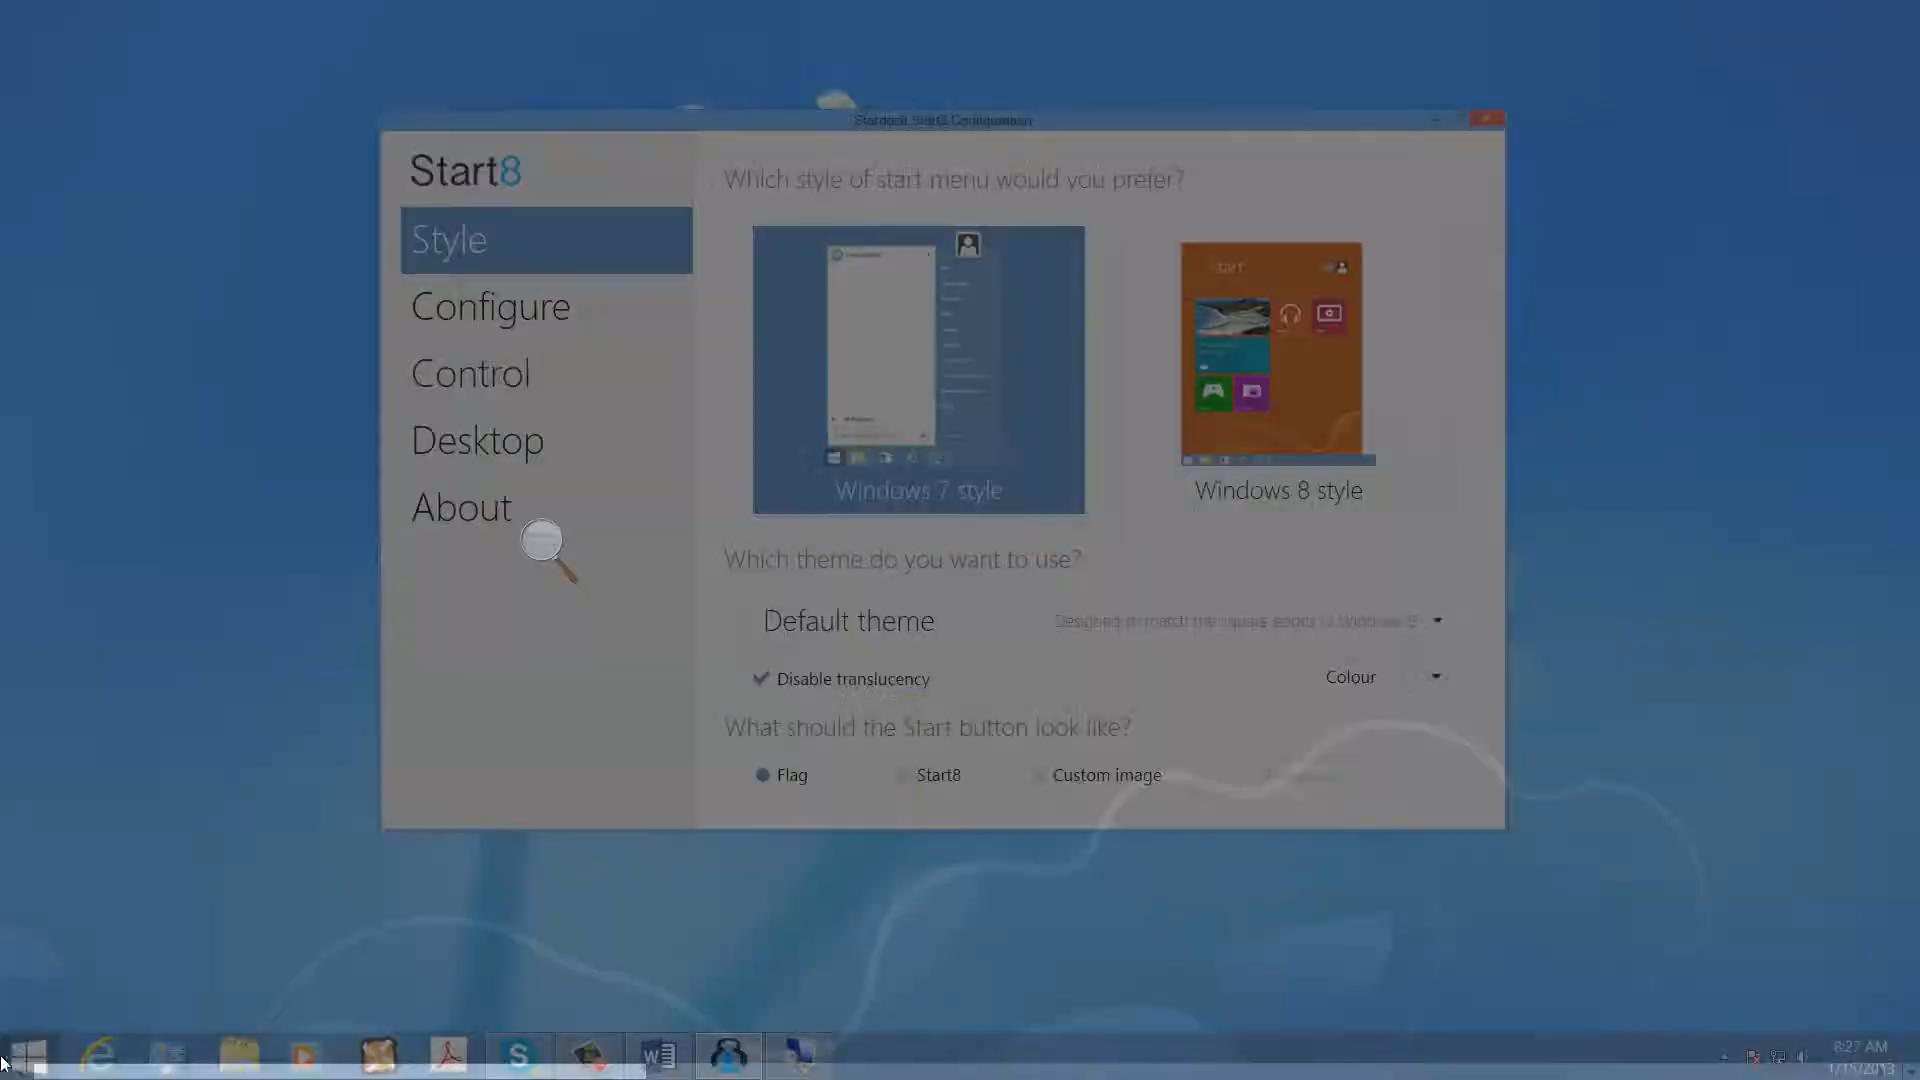 Stardock Start8 Configuration
Start8
Style
Configure
Control
Desktop
About
Which style of start menu would you prefer?
Start
Windows 7 style
Windows 8 style
Which theme do you want to use?
Default theme
Designed to match the square edges of Windows 8
Disable translucency
Colour
What should the Start button look like?
Flag
Start8
Custom image
8:27 AM
1/15/2013